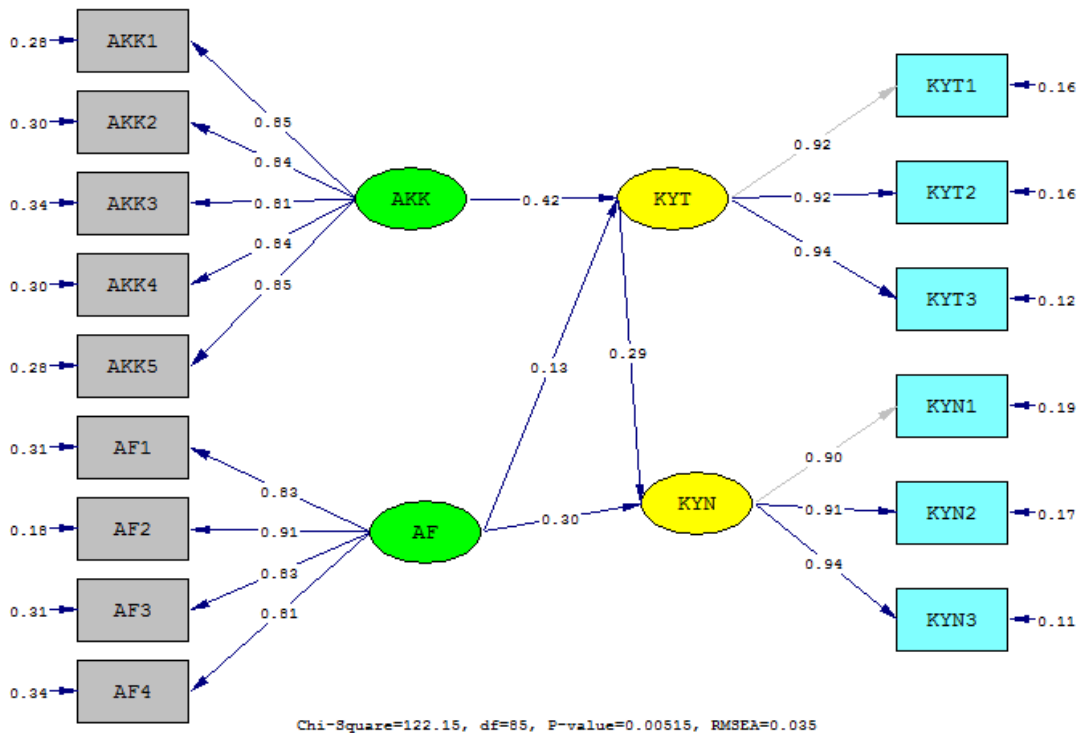 0.28 AKK1
0.30 AKK2
0.34 AKK3
0.30 AKK4
0.28 AKK5
0.31 AF1
0.18 AF2
0.31 AF3
0.34 AF4
0.85
0.84
0.81
0.84
0.85
0.83
0.91
0.83
0.81
AKK
AF
0.42
0.13
0.29
0.30
KYT
KYN
0.92
0.92
0.94
0.90
0.91
0.94
KYT1 0.16
KYT2 0.16
KYT3 0.12
KYN1 0.19
KYN2 0.17
KYN3 0.11
Chi-Square=122.15, df=85, P-value=0.00515, RMSEA=0.035